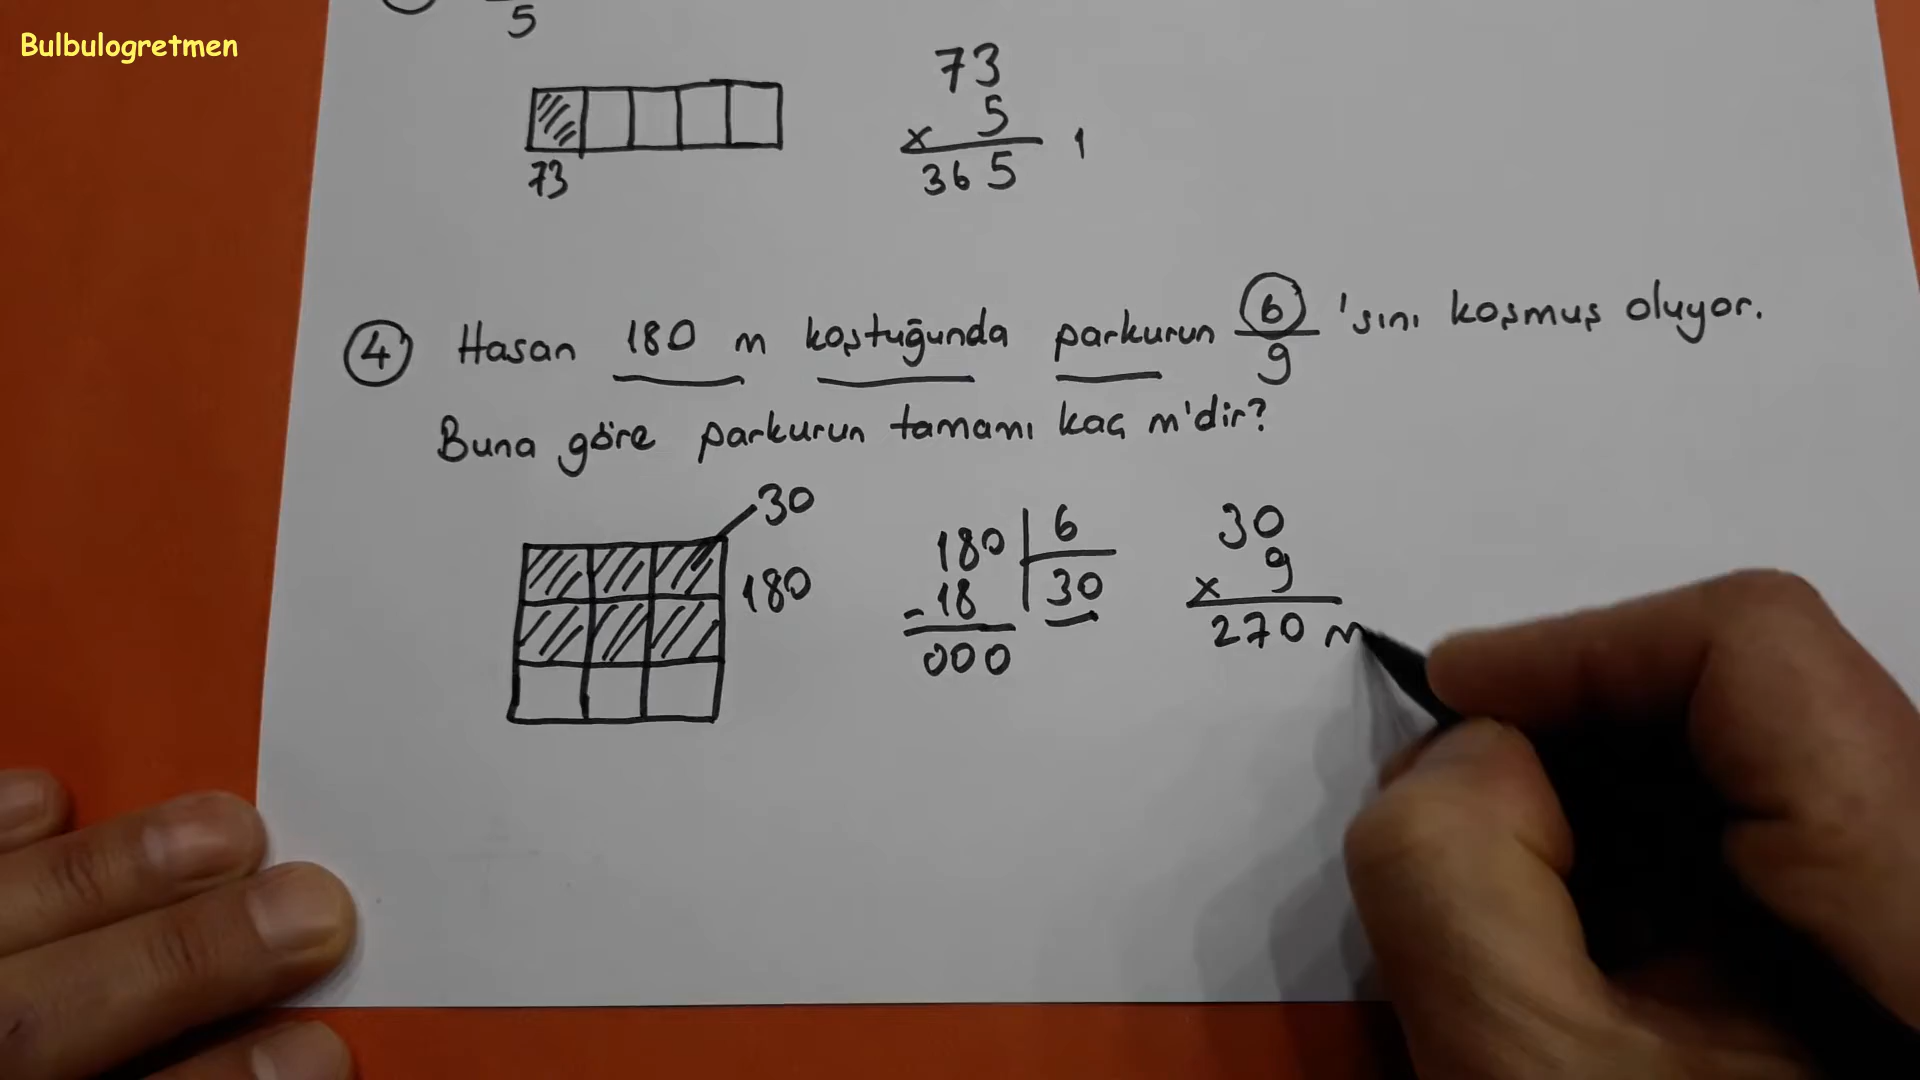 Bulbulogretmen
5
73
5
x
365 1
73
4 Hasan 180 m koştuğunda parkurun 6/9 'sını koşmuş oluyor.
Buna göre parkurun tamamı kaç m'dir?
30
180
180 6
-18 30
000
30
x 9
270 m